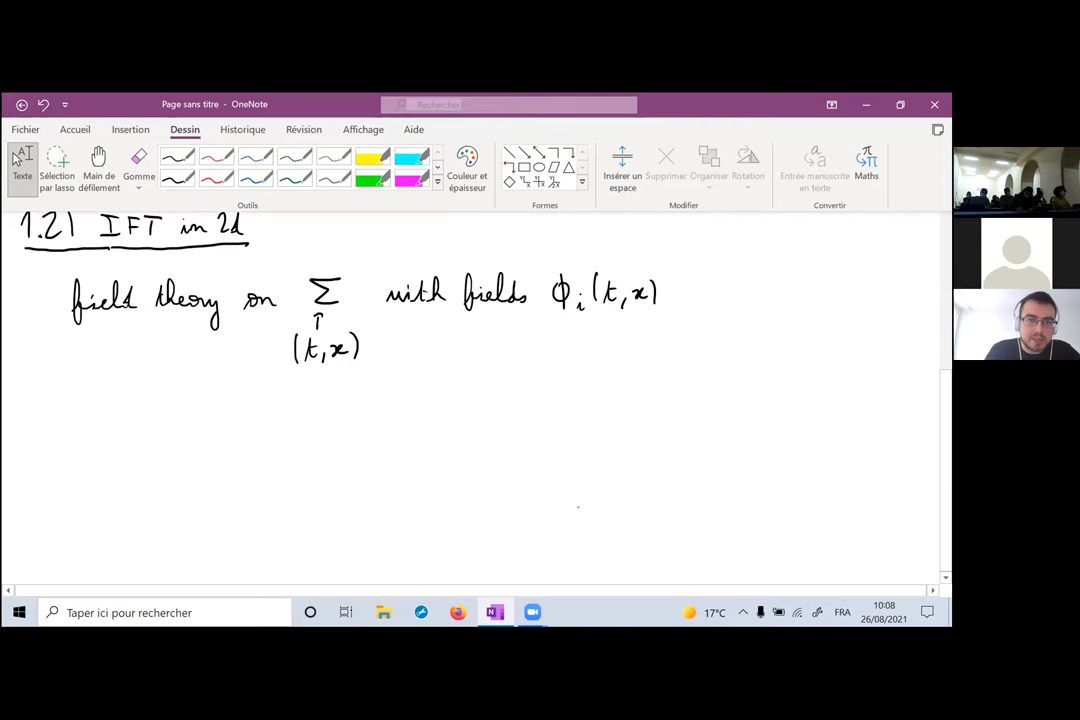 Page sans titre - OneNote
Rechercher
Fichier Accueil Insertion Dessin Historique Révision Affichage Aide
Texte Sélection par lasso Main de défilement Gomme Couleur et épaisseur Insérer un espace Supprimer Organiser Rotation Entrée manuscrite en texte Maths
Outils Formes Modifier Convertir
1.2) IFT in 2d
field theory on Σ with fields ϕᵢ(t,x)
↑
(t,x)
Taper ici pour rechercher
17°C FRA 10:08
26/08/2021